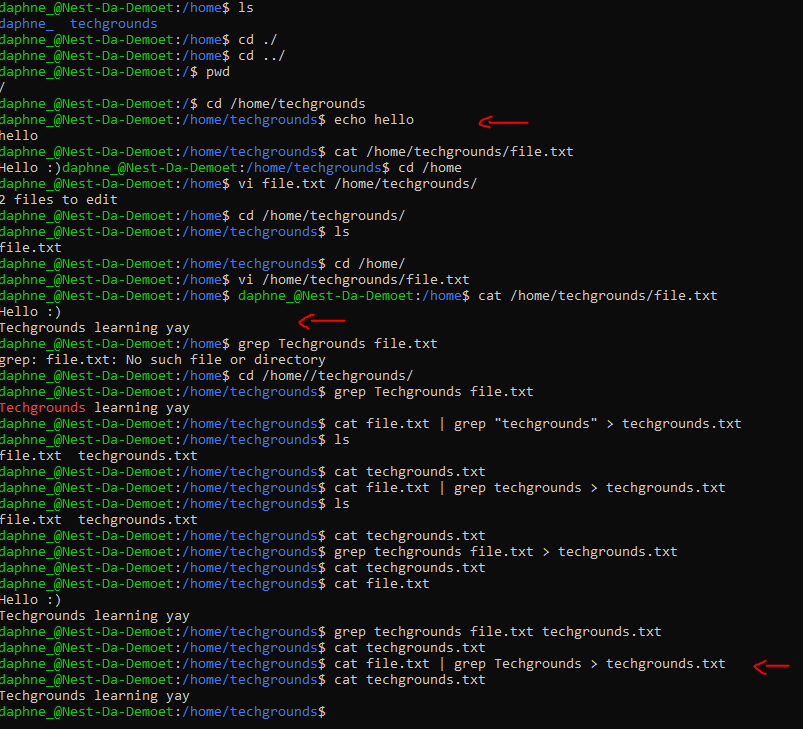 daphne_@Nest-Da-Demoet:/home$ ls
daphne_  techgrounds
daphne_@Nest-Da-Demoet:/home$ cd ./
daphne_@Nest-Da-Demoet:/home$ cd ../
daphne_@Nest-Da-Demoet:/$ pwd
/
daphne_@Nest-Da-Demoet:/$ cd /home/techgrounds
daphne_@Nest-Da-Demoet:/home/techgrounds$ echo hello
hello
daphne_@Nest-Da-Demoet:/home/techgrounds$ cat /home/techgrounds/file.txt
Hello :)daphne_@Nest-Da-Demoet:/home/techgrounds$ cd /home
daphne_@Nest-Da-Demoet:/home$ vi file.txt /home/techgrounds/
2 files to edit
daphne_@Nest-Da-Demoet:/home$ cd /home/techgrounds/
daphne_@Nest-Da-Demoet:/home/techgrounds$ ls
file.txt
daphne_@Nest-Da-Demoet:/home/techgrounds$ cd /home/
daphne_@Nest-Da-Demoet:/home$ vi /home/techgrounds/file.txt
daphne_@Nest-Da-Demoet:/home$ daphne_@Nest-Da-Demoet:/home$ cat /home/techgrounds/file.txt
Hello :)
Techgrounds learning yay
daphne_@Nest-Da-Demoet:/home$ grep Techgrounds file.txt
grep: file.txt: No such file or directory
daphne_@Nest-Da-Demoet:/home$ cd /home//techgrounds/
daphne_@Nest-Da-Demoet:/home/techgrounds$ grep Techgrounds file.txt
Techgrounds learning yay
daphne_@Nest-Da-Demoet:/home/techgrounds$ cat file.txt | grep "techgrounds" > techgrounds.txt
daphne_@Nest-Da-Demoet:/home/techgrounds$ ls
file.txt  techgrounds.txt
daphne_@Nest-Da-Demoet:/home/techgrounds$ cat techgrounds.txt
daphne_@Nest-Da-Demoet:/home/techgrounds$ cat file.txt | grep techgrounds > techgrounds.txt
daphne_@Nest-Da-Demoet:/home/techgrounds$ ls
file.txt  techgrounds.txt
daphne_@Nest-Da-Demoet:/home/techgrounds$ cat techgrounds.txt
daphne_@Nest-Da-Demoet:/home/techgrounds$ grep techgrounds file.txt > techgrounds.txt
daphne_@Nest-Da-Demoet:/home/techgrounds$ cat techgrounds.txt
daphne_@Nest-Da-Demoet:/home/techgrounds$ cat file.txt
Hello :)
Techgrounds learning yay
daphne_@Nest-Da-Demoet:/home/techgrounds$ grep techgrounds file.txt techgrounds.txt
daphne_@Nest-Da-Demoet:/home/techgrounds$ cat techgrounds.txt
daphne_@Nest-Da-Demoet:/home/techgrounds$ cat file.txt | grep Techgrounds > techgrounds.txt
daphne_@Nest-Da-Demoet:/home/techgrounds$ cat techgrounds.txt
Techgrounds learning yay
daphne_@Nest-Da-Demoet:/home/techgrounds$